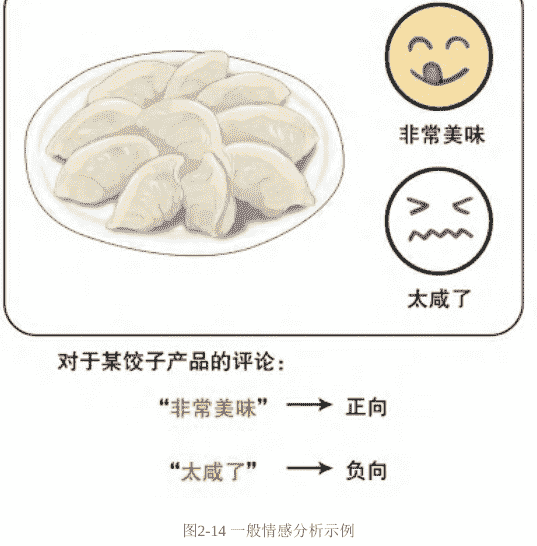 非常美味
太咸了
对于某饺子产品的评论：
“非常美味” → 正向
“太咸了” → 负向
图2-14 一般情感分析示例